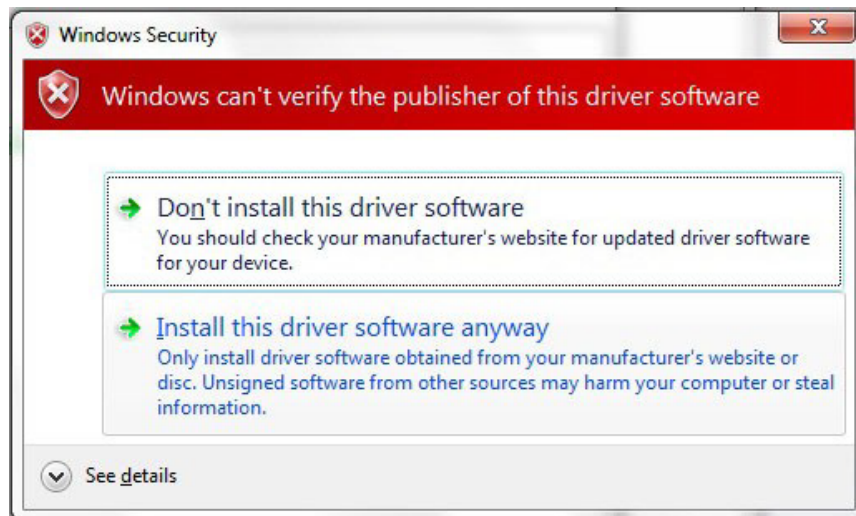 Windows Security
Windows can't verify the publisher of this driver software
Don't install this driver software
You should check your manufacturer's website for updated driver software
for your device.
Install this driver software anyway
Only install driver software obtained from your manufacturer's website or
disc. Unsigned software from other sources may harm your computer or steal
information.
See details